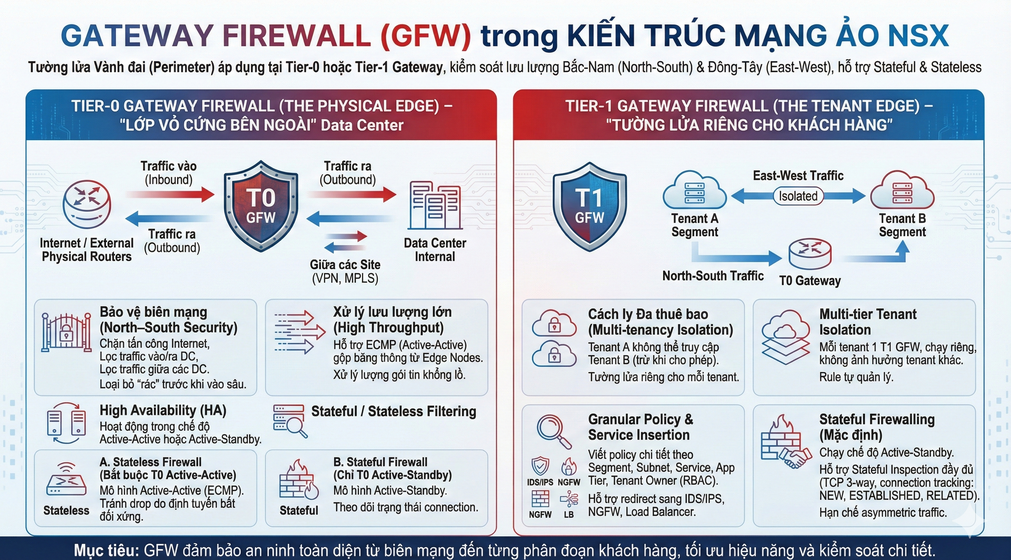 GATEWAY FIREWALL (GFW) trong KIẾN TRÚC MẠNG ẢO NSX
Tường lửa Vành đai (Perimeter) áp dụng tại Tier-0 hoặc Tier-1 Gateway, kiểm soát lưu lượng Bắc-Nam (North-South) & Đông-Tây (East-West), hỗ trợ Stateful & Stateless
TIER-0 GATEWAY FIREWALL (THE PHYSICAL EDGE) –
"LỚP VỎ CỨNG BÊN NGOÀI" Data Center
Traffic vào
(Inbound)
Traffic ra
(Outbound)
Internet / External
Physical Routers
T0
GFW
Traffic ra
(Outbound)
Giữa các Site
(VPN, MPLS)
Data Center
Internal
Bảo vệ biên mạng
(North–South Security)
Chặn tấn công Internet,
Lọc traffic vào/ra DC,
Lọc traffic giữa các DC.
Loại bỏ "rác" trước khi vào sâu.
Xử lý lưu lượng lớn
(High Throughput)
Hỗ trợ ECMP (Active-Active)
gộp băng thông từ Edge Nodes.
Xử lý lượng gói tin khổng lồ.
High Availability (HA)
Hoạt động trong chế độ
Active-Active hoặc Active-Standby.
Stateful / Stateless Filtering
Stateless
A. Stateless Firewall
(Bắt buộc T0 Active-Active)
Mô hình Active-Active (ECMP).
Tránh drop do định tuyến bất
đối xứng.
Stateful
B. Stateful Firewall
(Chỉ T0 Active-Standby)
Mô hình Active-Standby.
Theo dõi trạng thái connection.
TIER-1 GATEWAY FIREWALL (THE TENANT EDGE) –
"TƯỜNG LỬA RIÊNG CHO KHÁCH HÀNG"
T1
GFW
Tenant A
Segment
East-West Traffic
Isolated
Tenant B
Segment
North-South Traffic
T0 Gateway
Cách ly Đa thuê bao
(Multi-tenancy Isolation)
Tenant A không thể truy cập
Tenant B (trừ khi cho phép).
Tường lửa riêng cho mỗi tenant.
Multi-tier Tenant
Isolation
Mỗi tenant 1 T1 GFW, chạy riêng,
không ảnh hưởng tenant khác.
Rule tự quản lý.
Granular Policy &
Service Insertion
Viết policy chi tiết theo
Segment, Subnet, Service, App
Tier, Tenant Owner (RBAC).
Hỗ trợ redirect sang IDS/IPS,
NGFW, Load Balancer.
IDS/IPS
NGFW
NGFW
LB
Stateful Firewalling
(Mặc định)
Chạy chế độ Active-Standby.
Hỗ trợ Stateful Inspection đầy đủ
(TCP 3-way, connection tracking:
NEW, ESTABLISHED, RELATED).
Hạn chế asymmetric traffic.
Mục tiêu: GFW đảm bảo an ninh toàn diện từ biên mạng đến từng phân đoạn khách hàng, tối ưu hiệu năng và kiểm soát chi tiết.